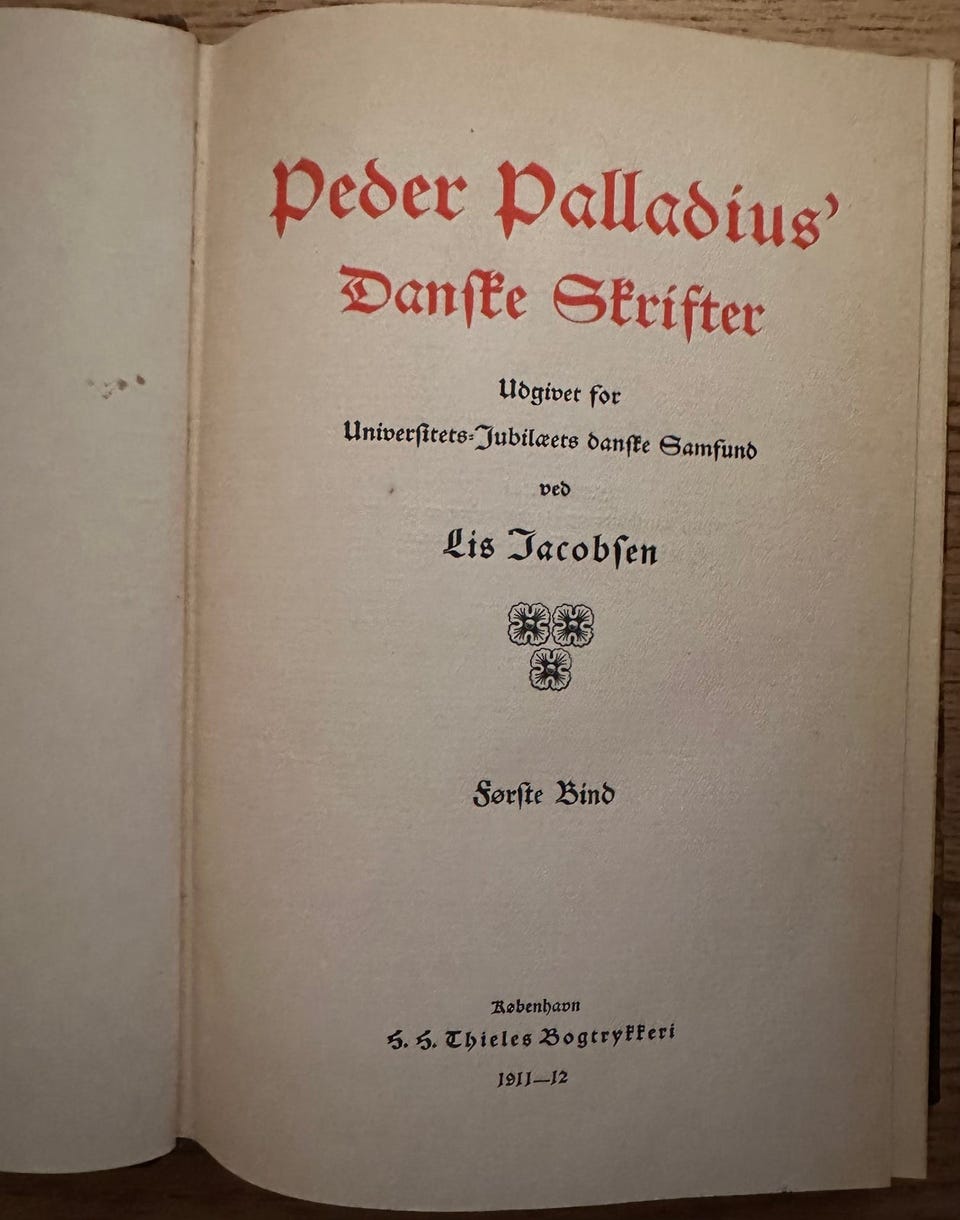 Peder Palladius’
Danſke Skrifter
Udgivet for
Univerſitets-Jubilæets danſke Samfund
ved
Lis Jacobſen
Førſte Bind
København
H. H. Thieles Bogtrykkeri
1911—12